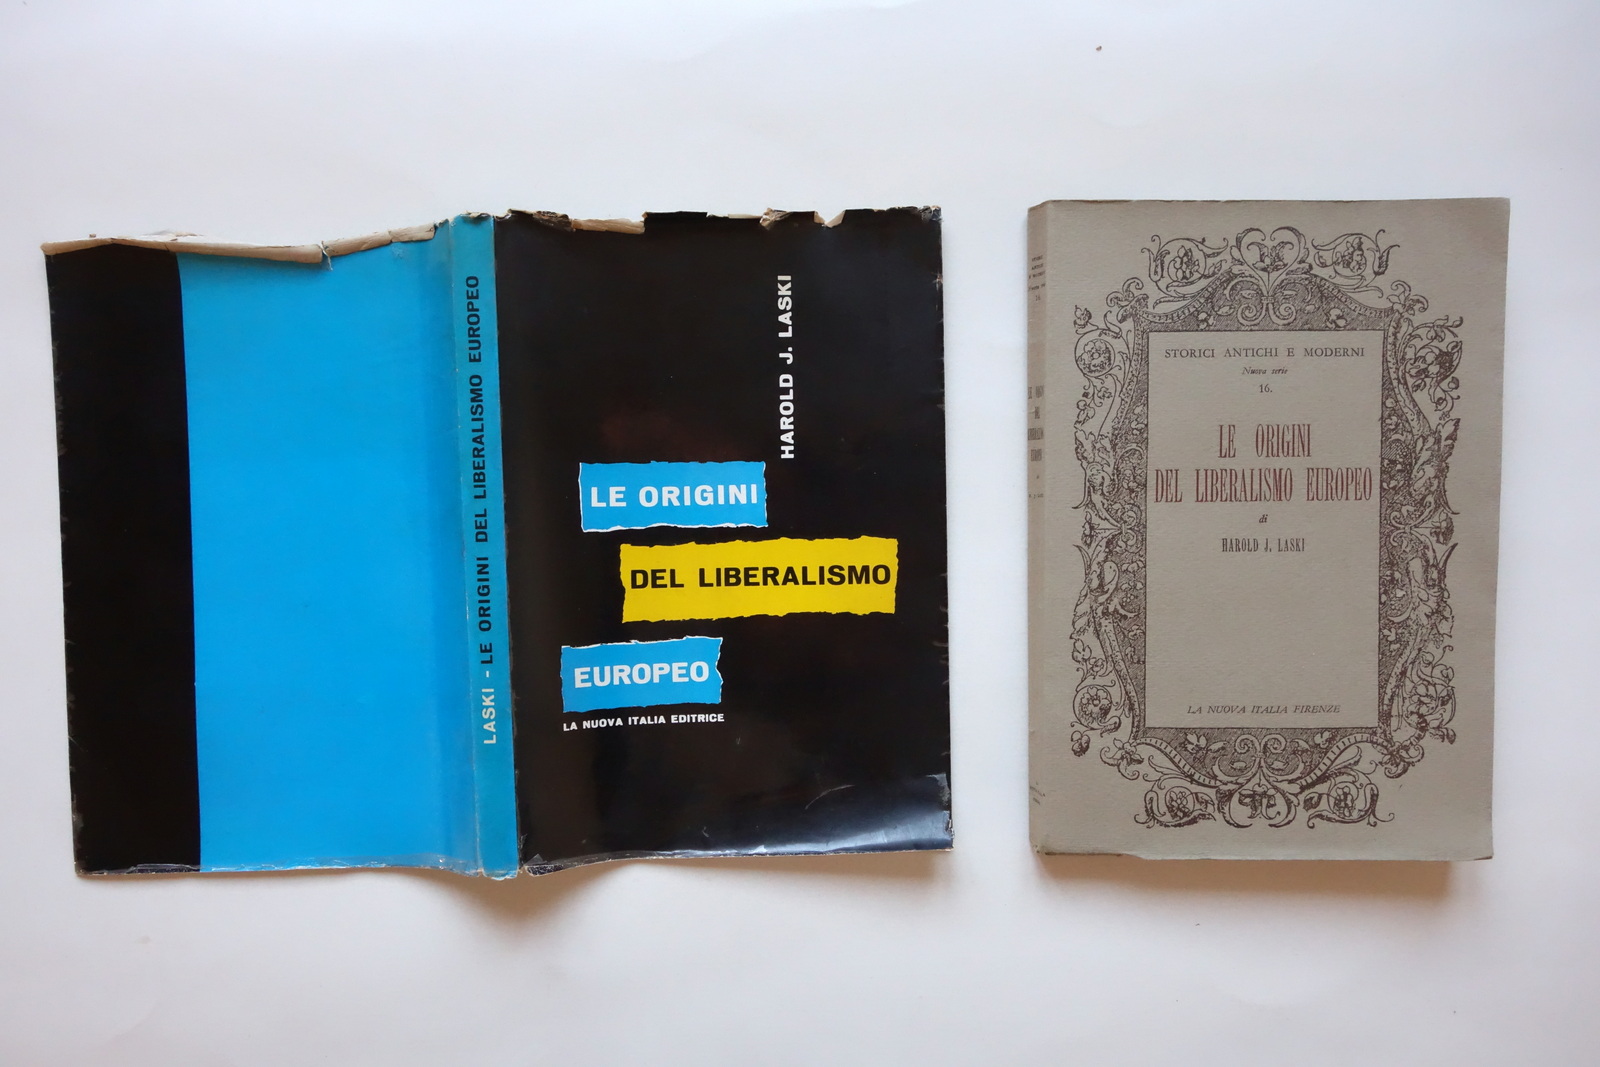 LASKI - LE ORIGINI DEL LIBERALISMO EUROPEO
HAROLD J. LASKI
LE ORIGINI
DEL LIBERALISMO
EUROPEO
LA NUOVA ITALIA EDITRICE
STORICI ANTICHI E MODERNI
Nuova serie
16.
LE ORIGINI
DEL LIBERALISMO EUROPEO
di
HAROLD J. LASKI
LA NUOVA ITALIA FIRENZE